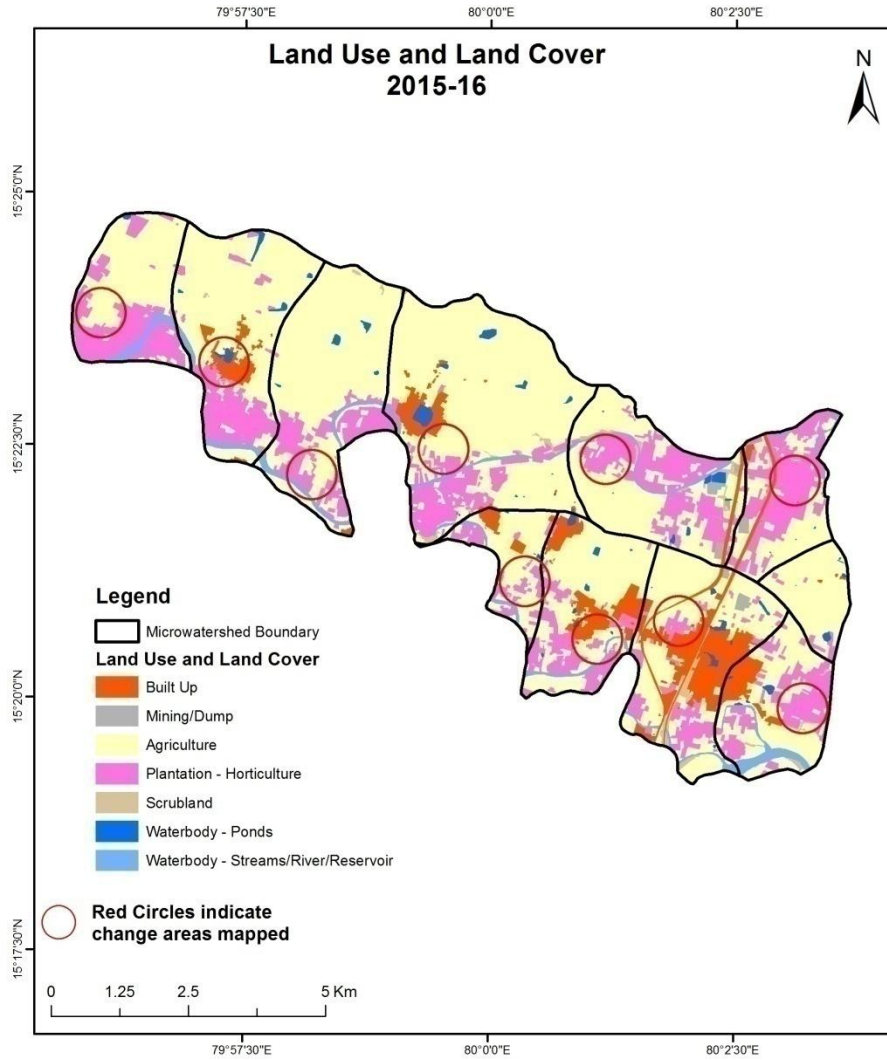 79°57'30"E 80°0'0"E 80°2'30"E
Land Use and Land Cover
2015-16
N
15°25'0"N
15°22'30"N
15°20'0"N
15°17'30"N
Legend
Microwatershed Boundary
Land Use and Land Cover
Built Up
Mining/Dump
Agriculture
Plantation - Horticulture
Scrubland
Waterbody - Ponds
Waterbody - Streams/River/Reservoir
Red Circles indicate
change areas mapped
0 1.25 2.5 5 Km
79°57'30"E 80°0'0"E 80°2'30"E